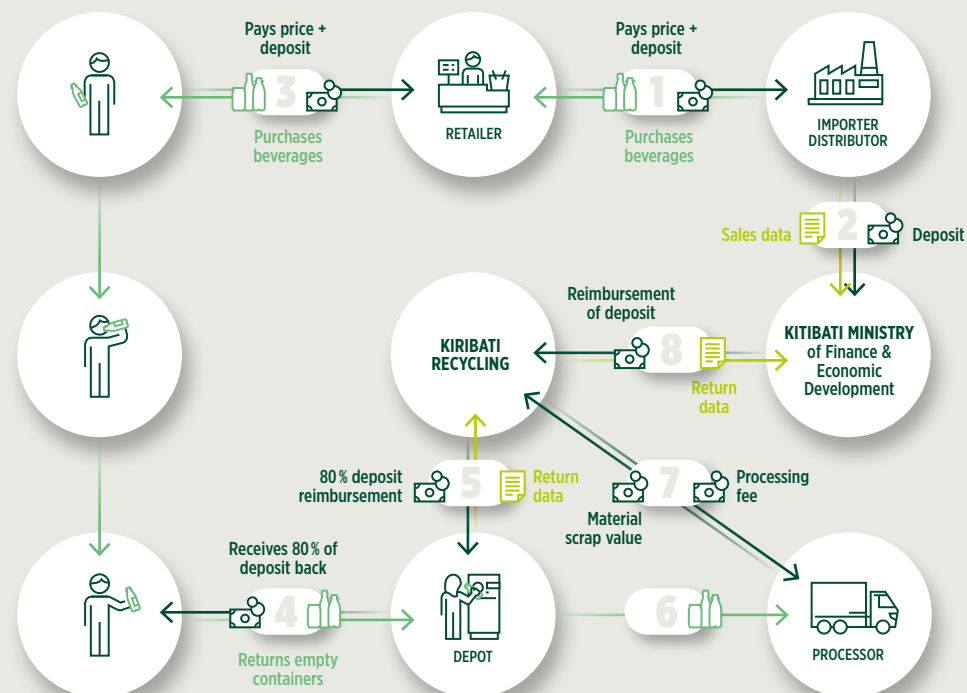 Pays price +
deposit
3
Purchases
beverages
RETAILER
Pays price +
deposit
1
Purchases
beverages
IMPORTER
DISTRIBUTOR
Sales data
2
Deposit
KITIBATI MINISTRY
of Finance &
Economic
Development
Reimbursement
of deposit
8
Return
data
KIRIBATI
RECYCLING
80 % deposit
reimbursement
5
Return
data
7
Processing
fee
Material
scrap value
Receives 80 % of
deposit back
4
Returns empty
containers
DEPOT
6
PROCESSOR